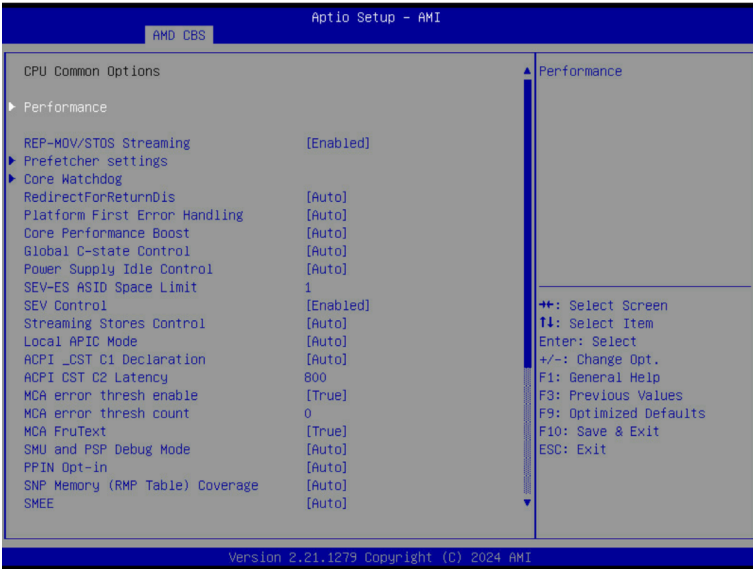 Aptio Setup – AMI
AMD CBS
CPU Common Options
Performance
REP-MOV/STOS Streaming [Enabled]
Prefetcher settings
Core Watchdog
RedirectForReturnDis [Auto]
Platform First Error Handling [Auto]
Core Performance Boost [Auto]
Global C-state Control [Auto]
Power Supply Idle Control [Auto]
SEV-ES ASID Space Limit 1
SEV Control [Enabled]
Streaming Stores Control [Auto]
Local APIC Mode [Auto]
ACPI _CST C1 Declaration [Auto]
ACPI CST C2 Latency 800
MCA error thresh enable [True]
MCA error thresh count 0
MCA FruText [True]
SMU and PSP Debug Mode [Auto]
PPIN Opt-in [Auto]
SNP Memory (RMP Table) Coverage [Auto]
SMEE [Auto]
Performance
→←: Select Screen
↑↓: Select Item
Enter: Select
+/-: Change Opt.
F1: General Help
F3: Previous Values
F9: Optimized Defaults
F10: Save & Exit
ESC: Exit
Version 2.21.1279 Copyright (C) 2024 AMI